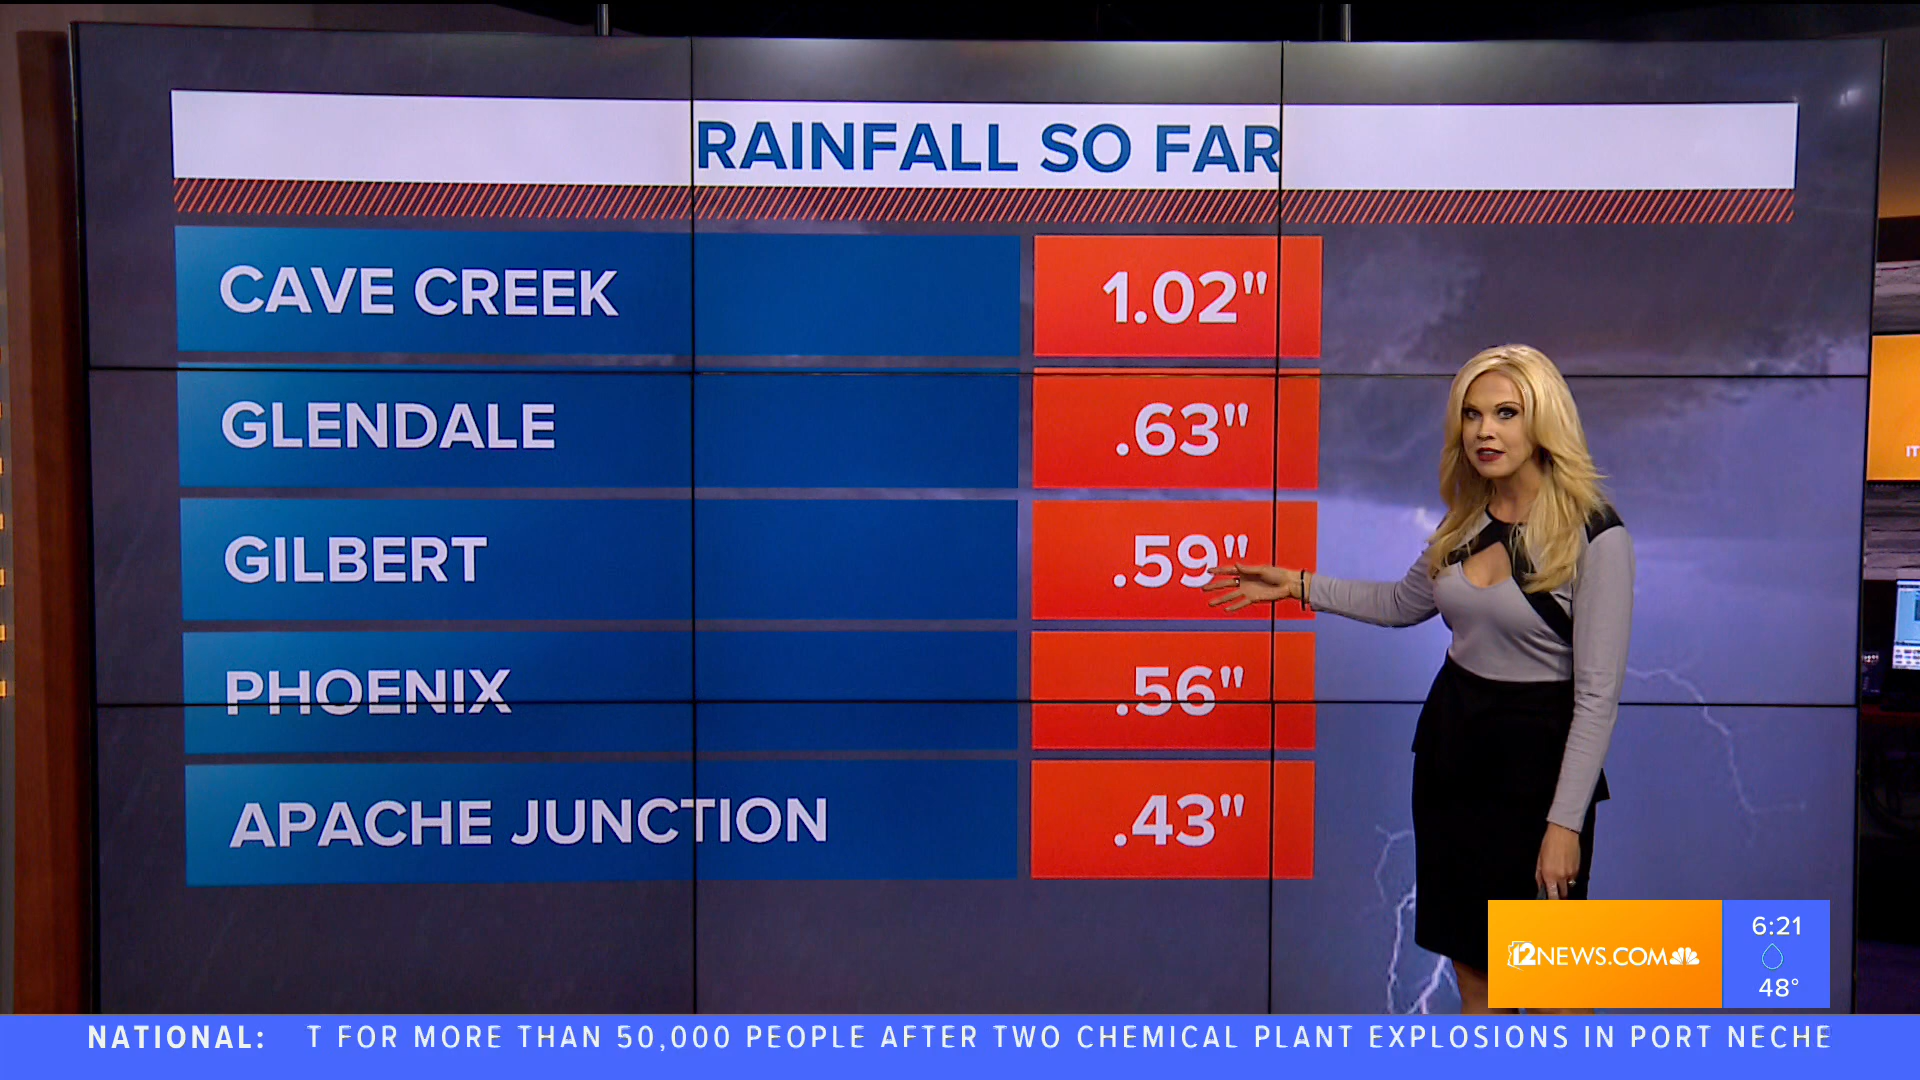 RAINFALL SO FAR
CAVE CREEK 1.02"
GLENDALE .63"
GILBERT .59"
PHOENIX .56"
APACHE JUNCTION .43"
IT
12NEWS.COM
6:21
48°
NATIONAL: T FOR MORE THAN 50,000 PEOPLE AFTER TWO CHEMICAL PLANT EXPLOSIONS IN PORT NECHE